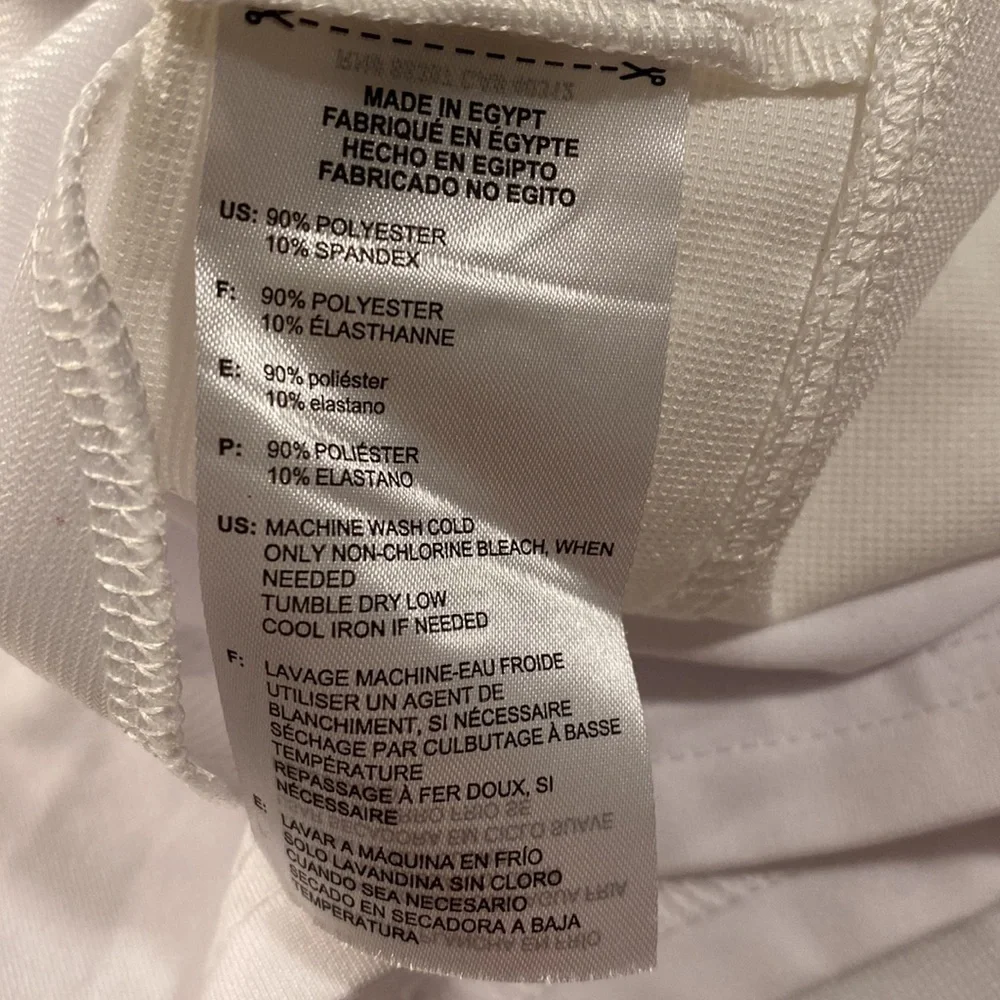 MADE IN EGYPT
FABRIQUÉ EN ÉGYPTE
HECHO EN EGIPTO
FABRICADO NO EGITO
US: 90% POLYESTER
10% SPANDEX
F: 90% POLYESTER
10% ÉLASTHANNE
E: 90% poliéster
10% elastano
P: 90% POLIÉSTER
10% ELASTANO
US: MACHINE WASH COLD
ONLY NON-CHLORINE BLEACH, WHEN
NEEDED
TUMBLE DRY LOW
COOL IRON IF NEEDED
F: LAVAGE MACHINE-EAU FROIDE
UTILISER UN AGENT DE
BLANCHIMENT, SI NÉCESSAIRE
SÉCHAGE PAR CULBUTAGE À BASSE
TEMPÉRATURE
REPASSAGE À FER DOUX, SI
NÉCESSAIRE
E: LAVAR A MÁQUINA EN FRÍO
SOLO LAVANDINA SIN CLORO
CUANDO SEA NECESARIO
SECADO EN SECADORA A BAJA
TEMPERATURA